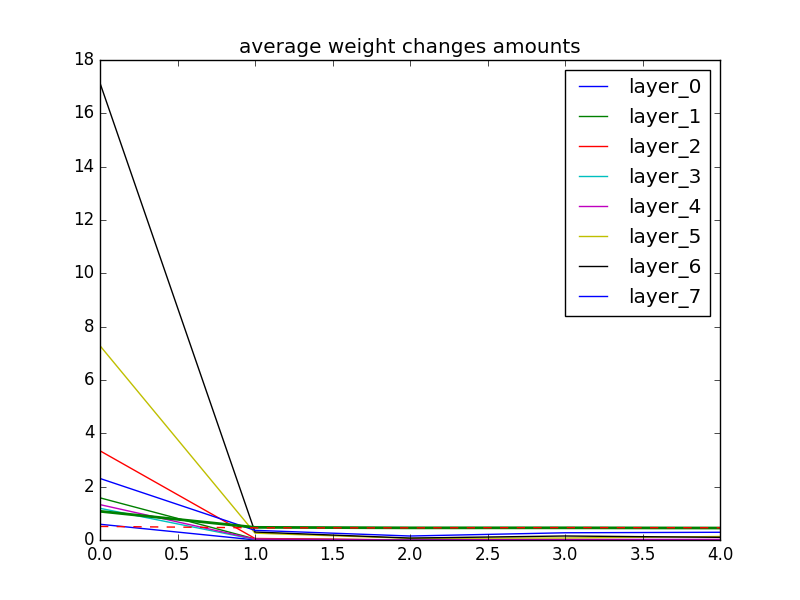 average weight changes amounts
18
16
14
12
10
8
6
4
2
0
layer_0
layer_1
layer_2
layer_3
layer_4
layer_5
layer_6
layer_7
0.0 0.5 1.0 1.5 2.0 2.5 3.0 3.5 4.0